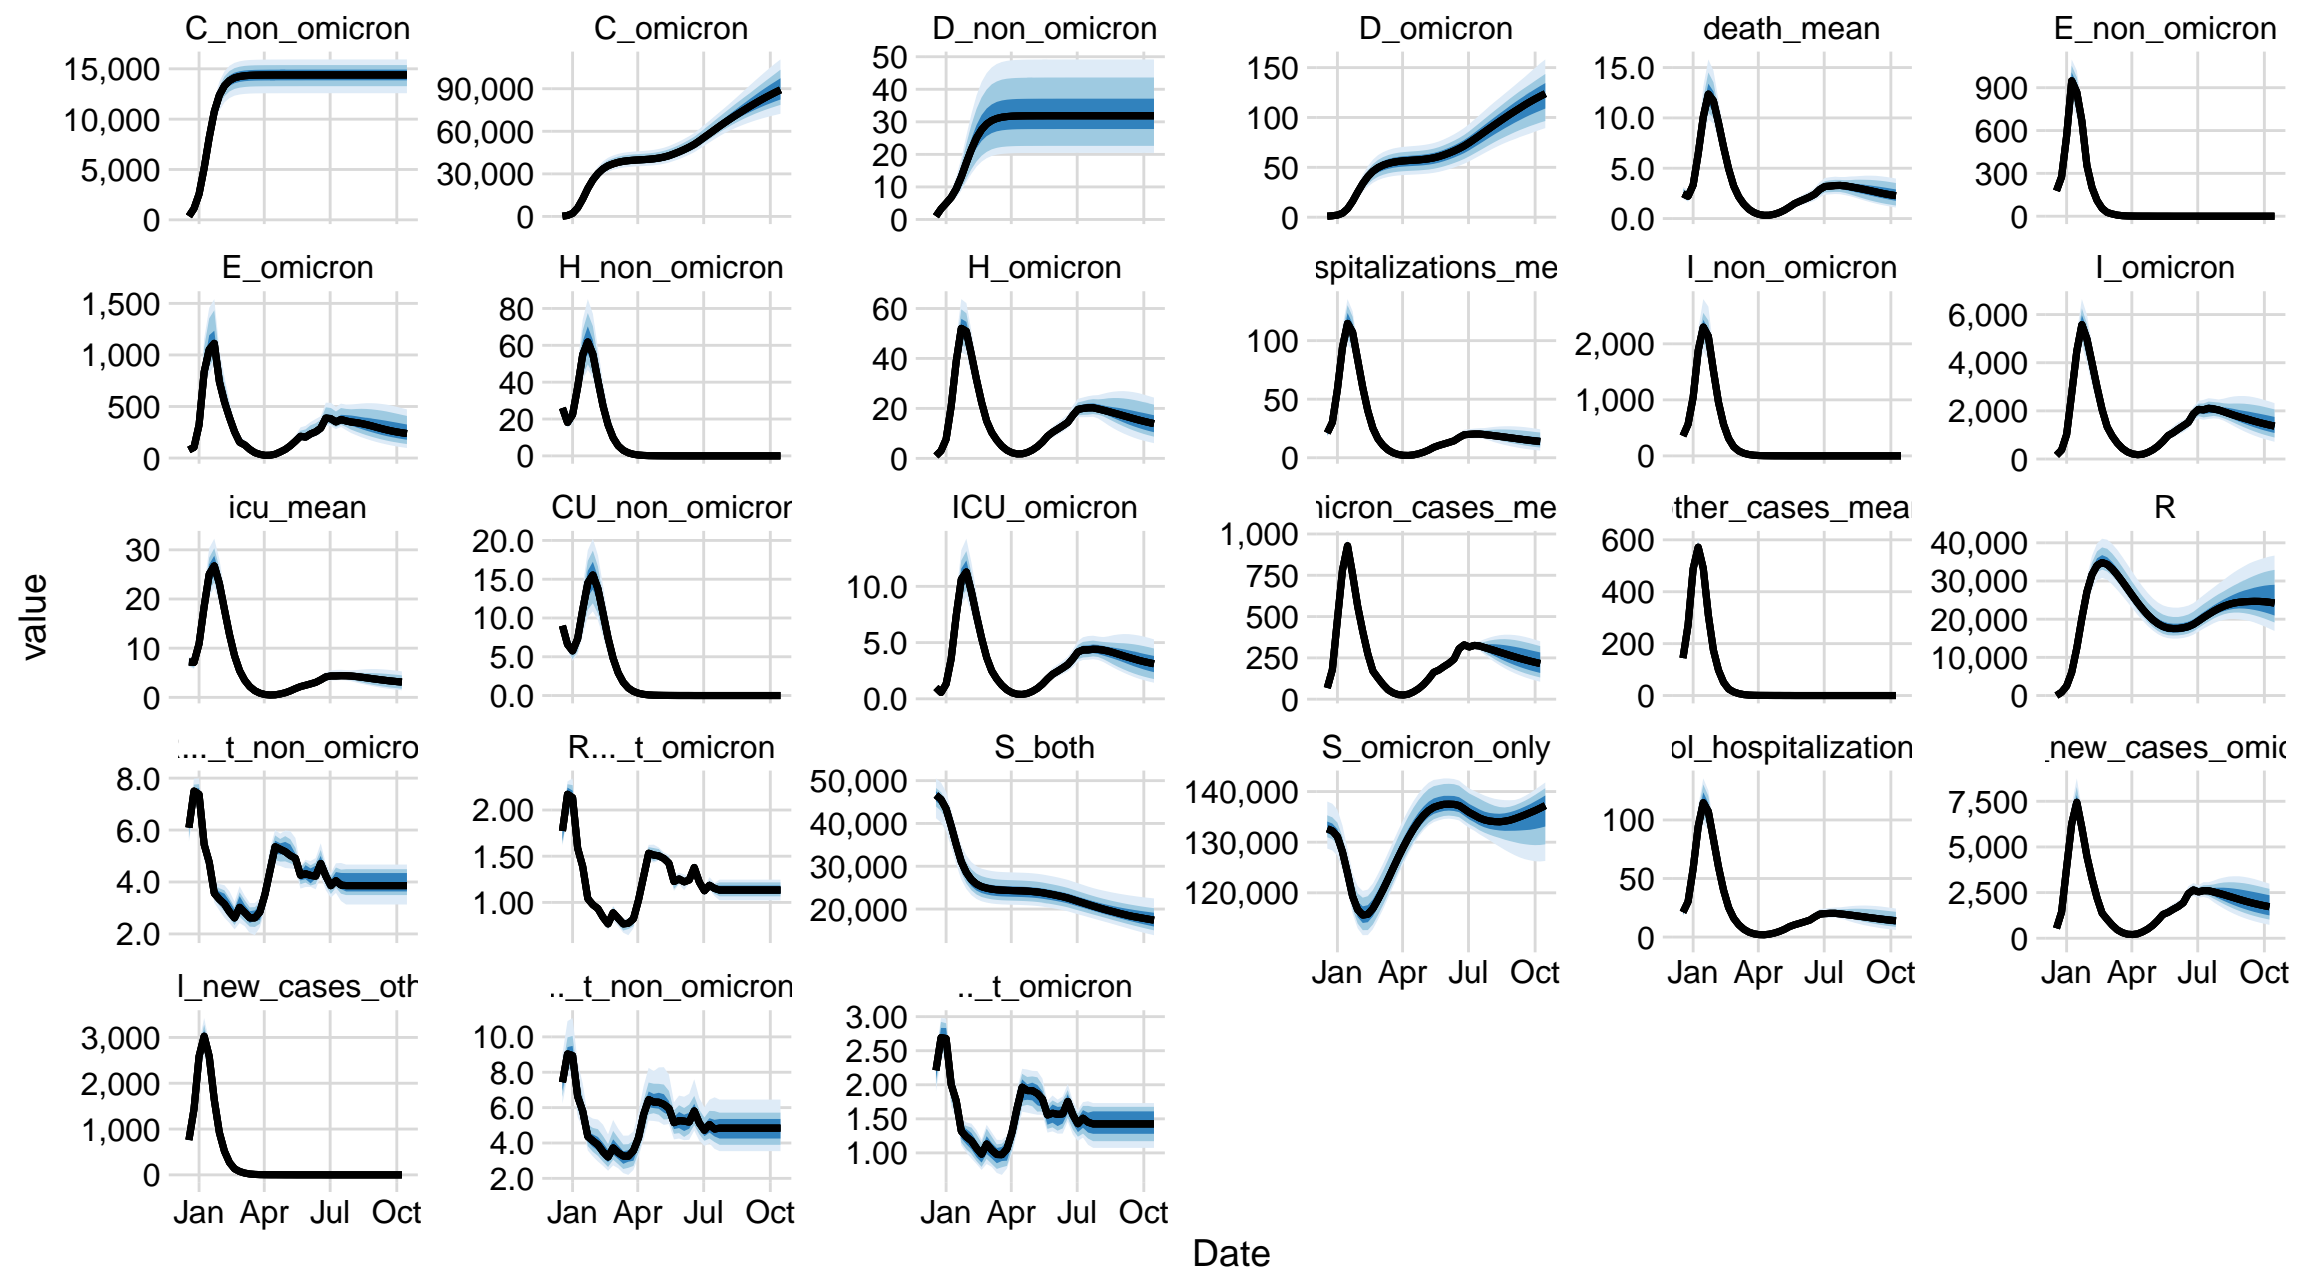 C_non_omicron C_omicron D_non_omicron D_omicron death_mean E_non_omicron
15,000 10,000 5,000 0
90,000 60,000 30,000 0
50 40 30 20 10 0
150 100 50 0
15.0 10.0 5.0 0.0
900 600 300 0
E_omicron H_non_omicron H_omicron spitalizations_me I_non_omicron I_omicron
1,500 1,000 500 0
80 60 40 20 0
60 40 20 0
100 50 0
2,000 1,000 0
6,000 4,000 2,000 0
icu_mean CU_non_omicror ICU_omicron nicron_cases_me ther_cases_mea R
30 20 10 0
20.0 15.0 10.0 5.0 0.0
10.0 5.0 0.0
1,000 750 500 250 0
600 400 200 0
40,000 30,000 20,000 10,000 0
..._t_non_omicro R..._t_omicron S_both S_omicron_only ol_hospitalization _new_cases_omic
8.0 6.0 4.0 2.0
2.00 1.50 1.00
50,000 40,000 30,000 20,000
140,000 130,000 120,000
100 50 0
7,500 5,000 2,500 0
Jan Apr Jul Oct
Jan Apr Jul Oct
Jan Apr Jul Oct
l_new_cases_oth .._t_non_omicron .._t_omicron
3,000 2,000 1,000 0
10.0 8.0 6.0 4.0 2.0
3.00 2.50 2.00 1.50 1.00
Jan Apr Jul Oct
Jan Apr Jul Oct
Jan Apr Jul Oct
value
Date